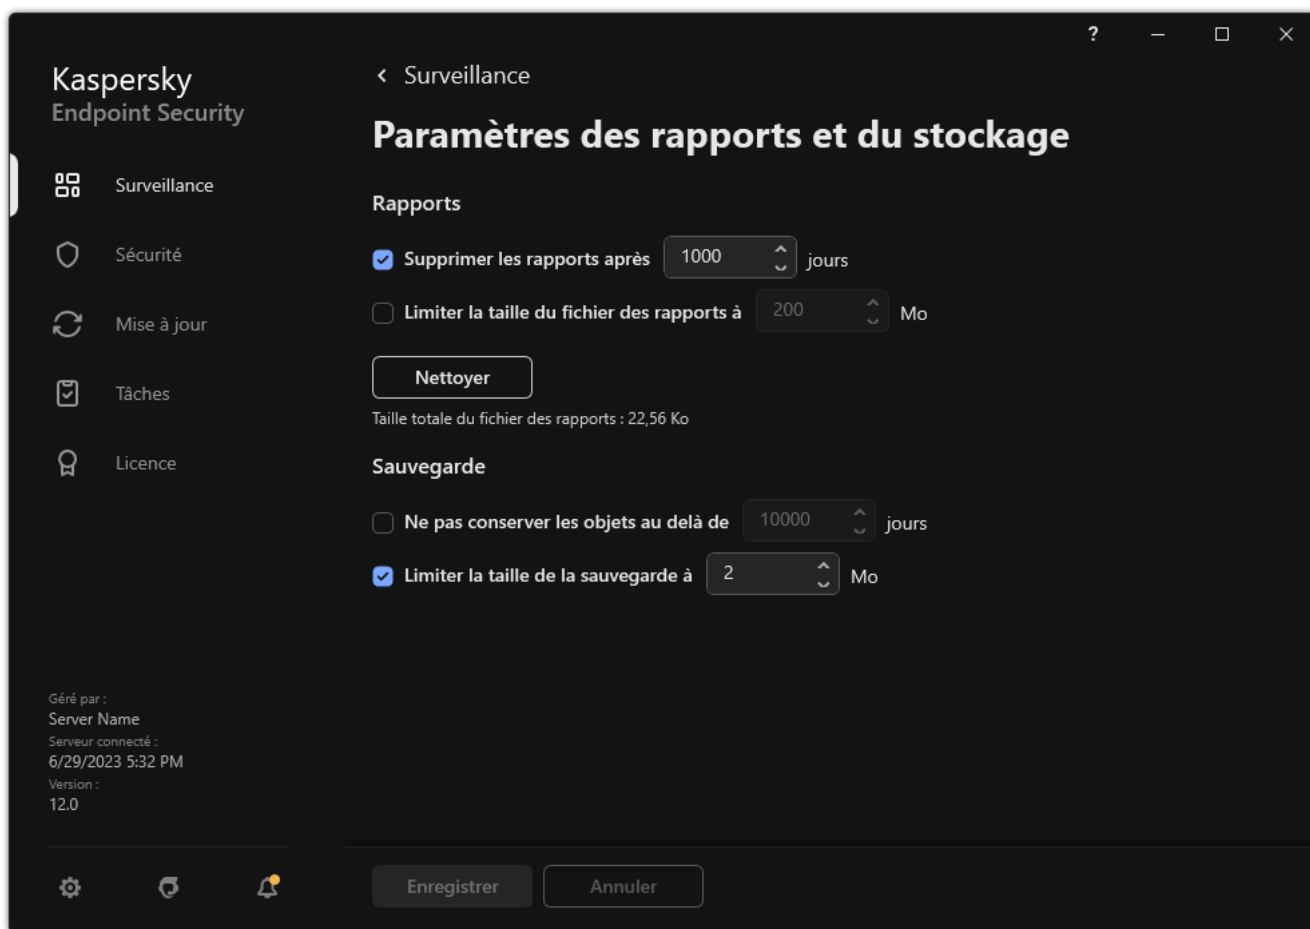 ?
Kaspersky
Endpoint Security
Surveillance
Sécurité
Mise à jour
Tâches
Licence
Géré par :
Server Name
Serveur connecté :
6/29/2023 5:32 PM
Version :
12.0
Surveillance
Paramètres des rapports et du stockage
Rapports
Supprimer les rapports après 1000 jours
Limiter la taille du fichier des rapports à 200 Mo
Nettoyer
Taille totale du fichier des rapports : 22,56 Ko
Sauvegarde
Ne pas conserver les objets au delà de 10000 jours
Limiter la taille de la sauvegarde à 2 Mo
Enregistrer Annuler